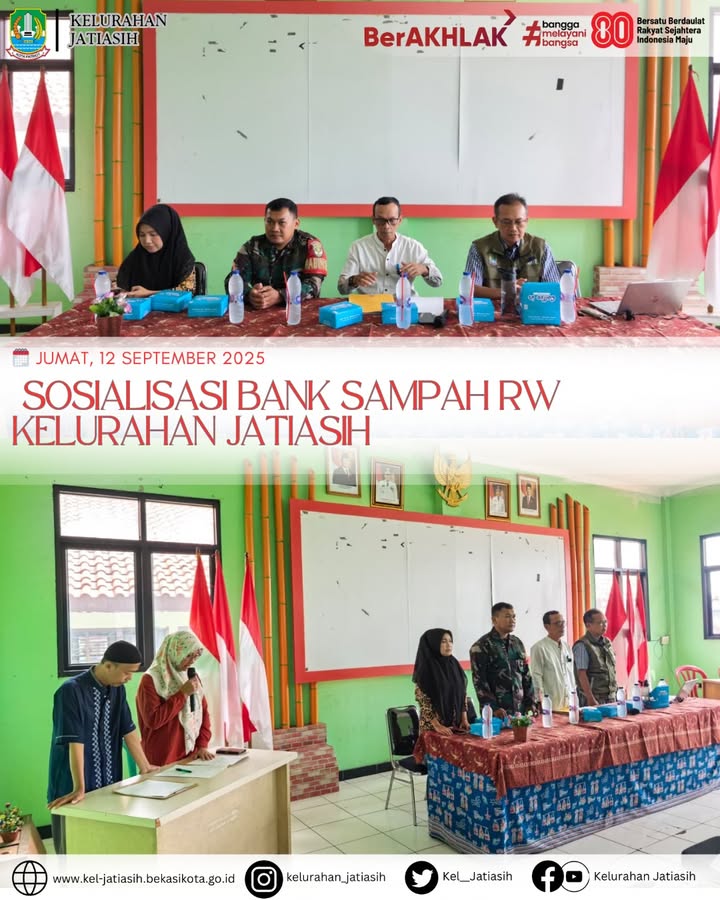 KELURAHAN
JATIASIH
BerAKHLAK
#bangga
melayani
bangsa
80
Bersatu Berdaulat
Rakyat Sejahtera
Indonesia Maju
JUMAT, 12 SEPTEMBER 2025
SOSIALISASI BANK SAMPAH RW
KELURAHAN JATIASIH
www.kel-jatiasih.bekasikota.go.id
kelurahan_jatiasih
Kel__Jatiasih
Kelurahan Jatiasih